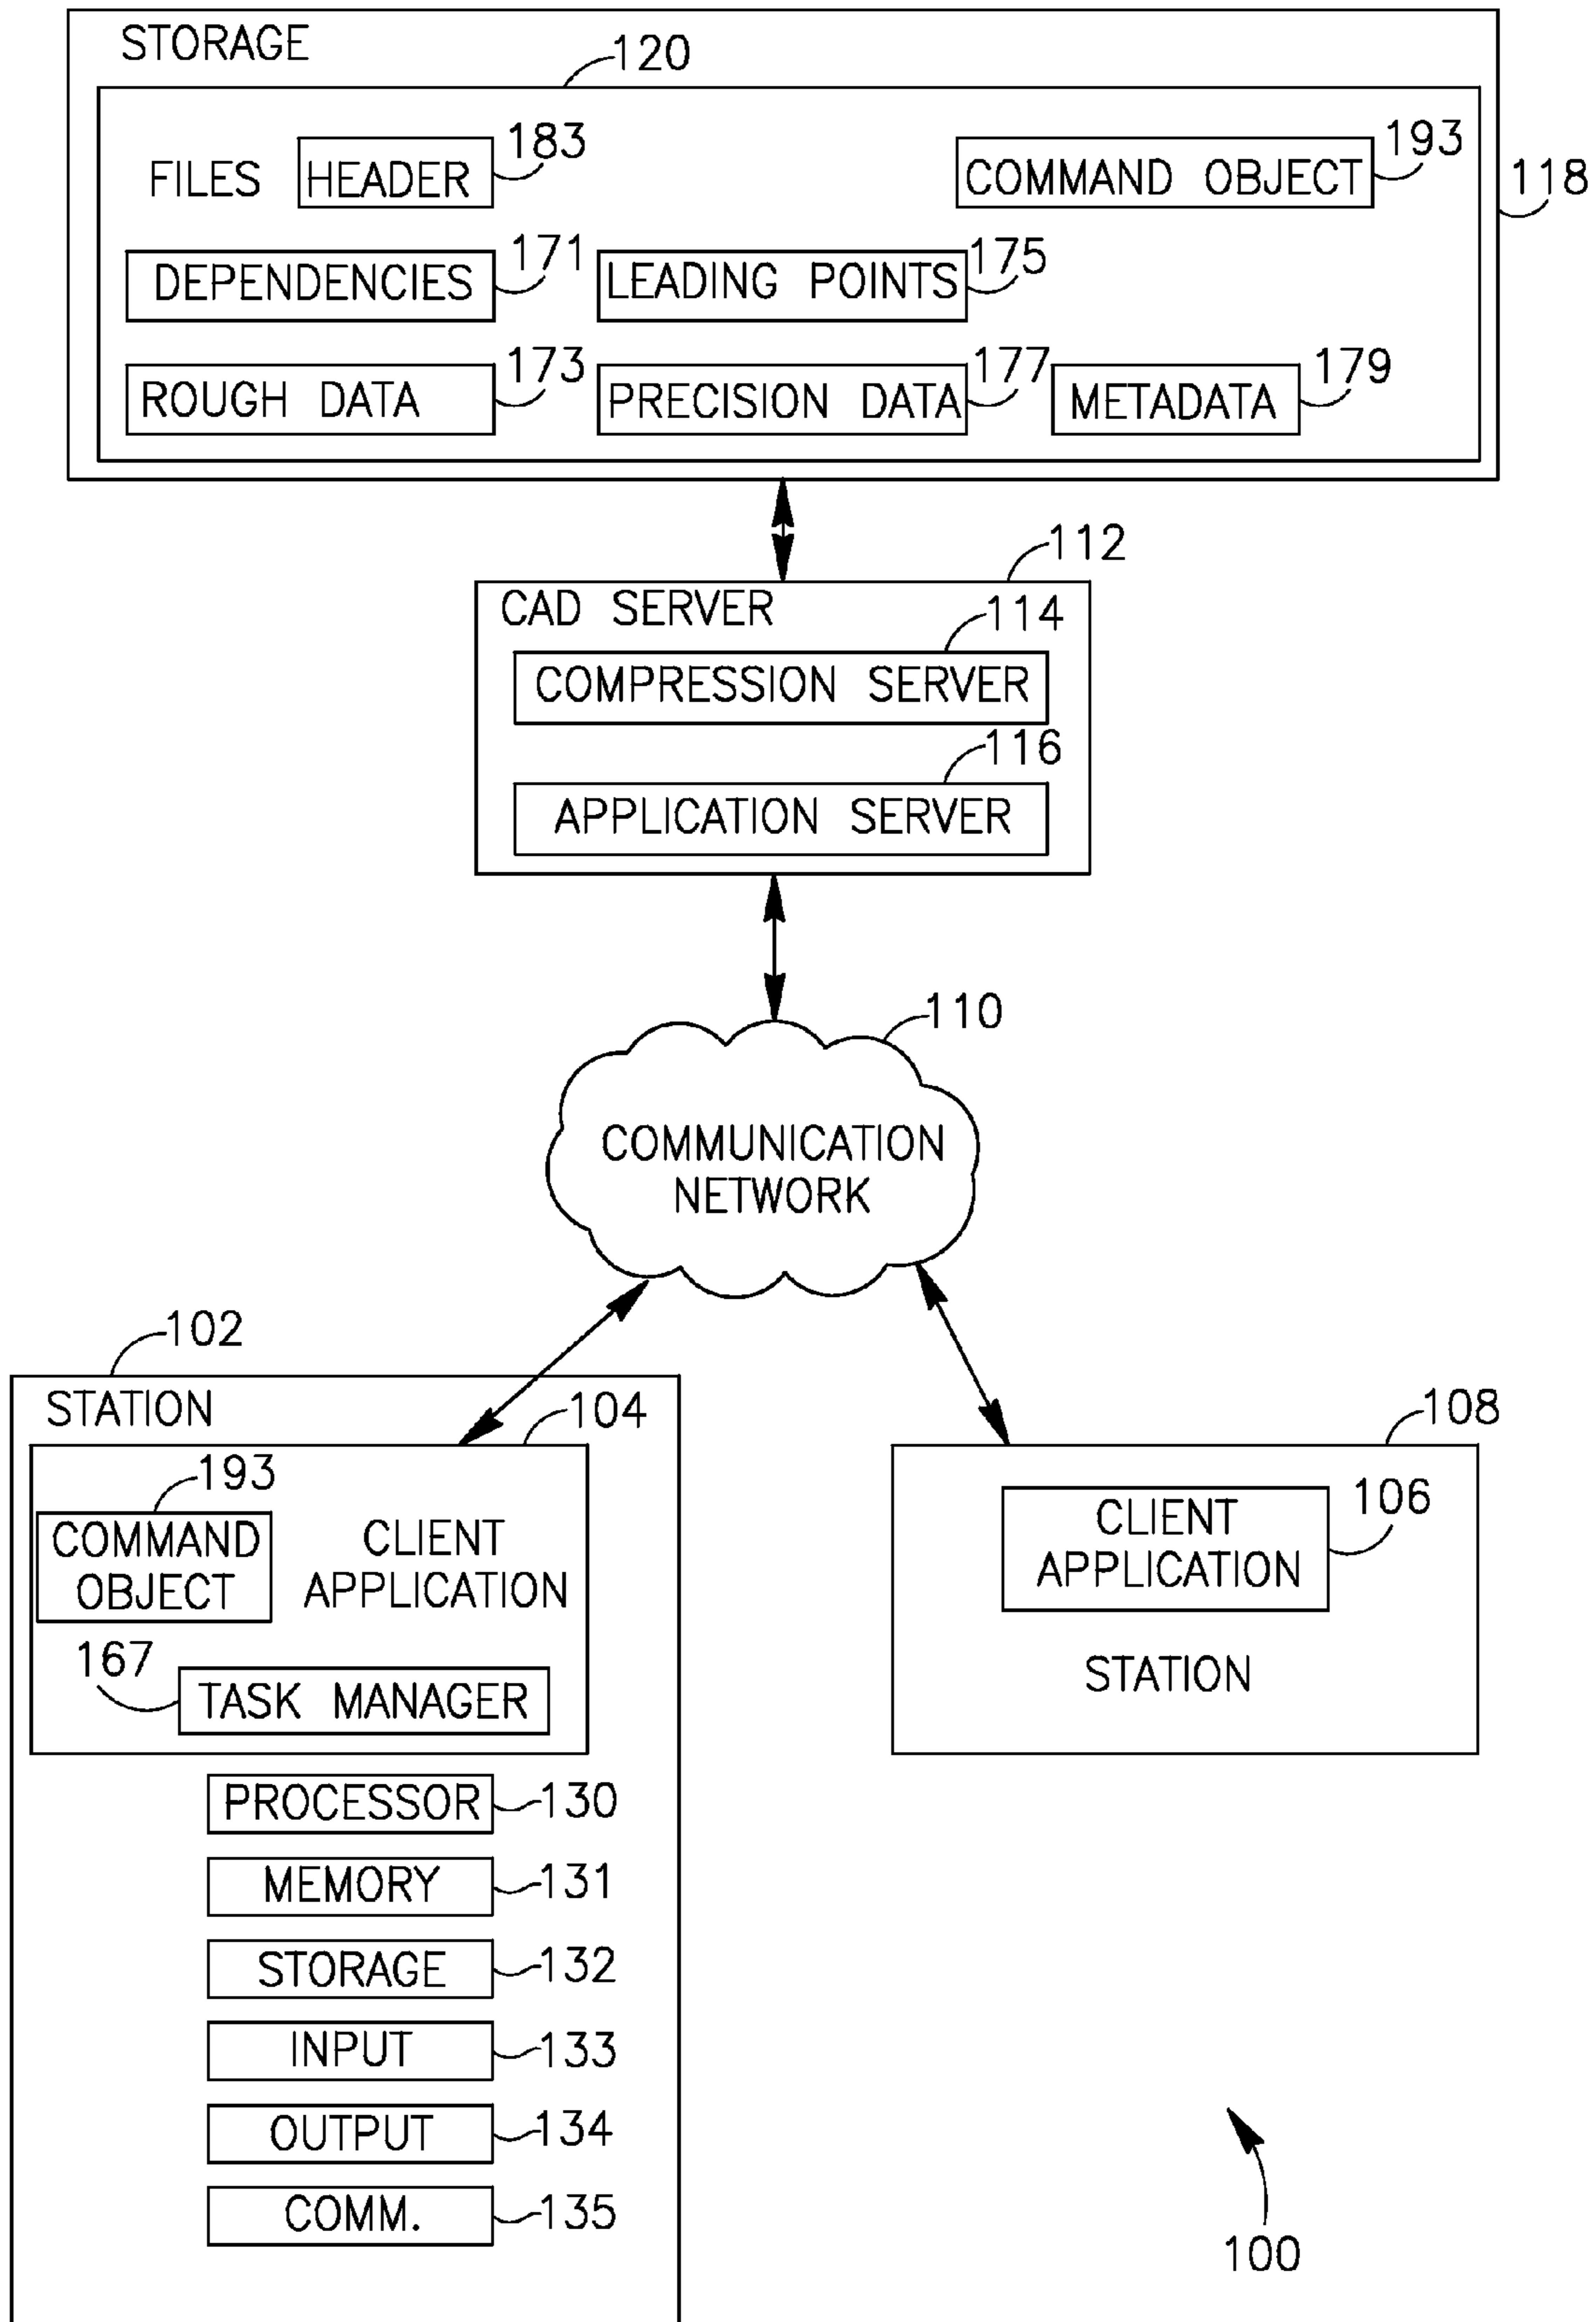 STORAGE
120
FILES HEADER 183
COMMAND OBJECT 193
118
DEPENDENCIES 171
LEADING POINTS 175
ROUGH DATA 173
PRECISION DATA 177
METADATA 179
112
CAD SERVER
114
COMPRESSION SERVER
116
APPLICATION SERVER
110
COMMUNICATION
NETWORK
102
STATION
104
193
COMMAND
OBJECT
CLIENT
APPLICATION
167
TASK MANAGER
PROCESSOR 130
MEMORY 131
STORAGE 132
INPUT 133
OUTPUT 134
COMM. 135
108
106
CLIENT
APPLICATION
STATION
100